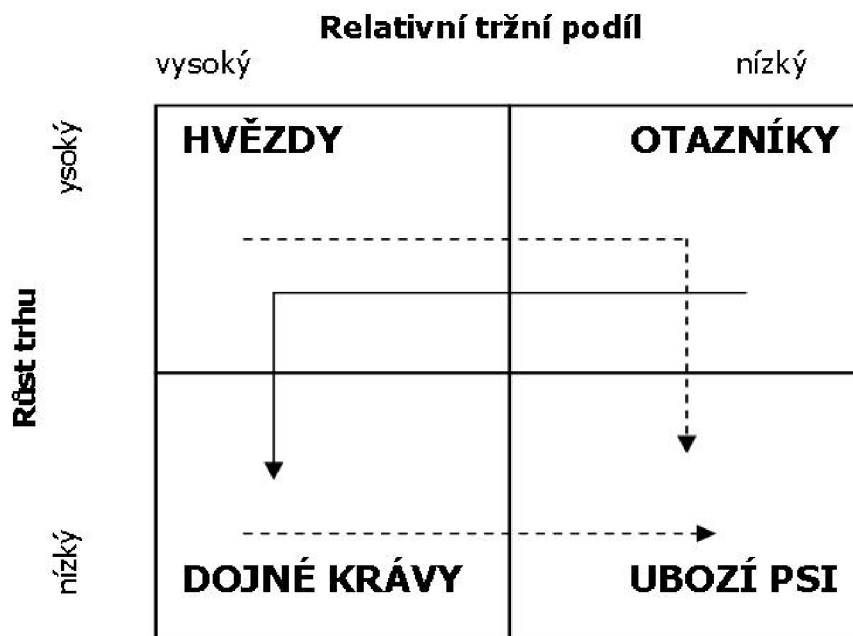 Relativní tržní podíl
vysoký nízký
HVĚZDY OTAZNÍKY
ysoký
Růst trhu
nízký
DOJNÉ KRÁVY UBOZÍ PSI